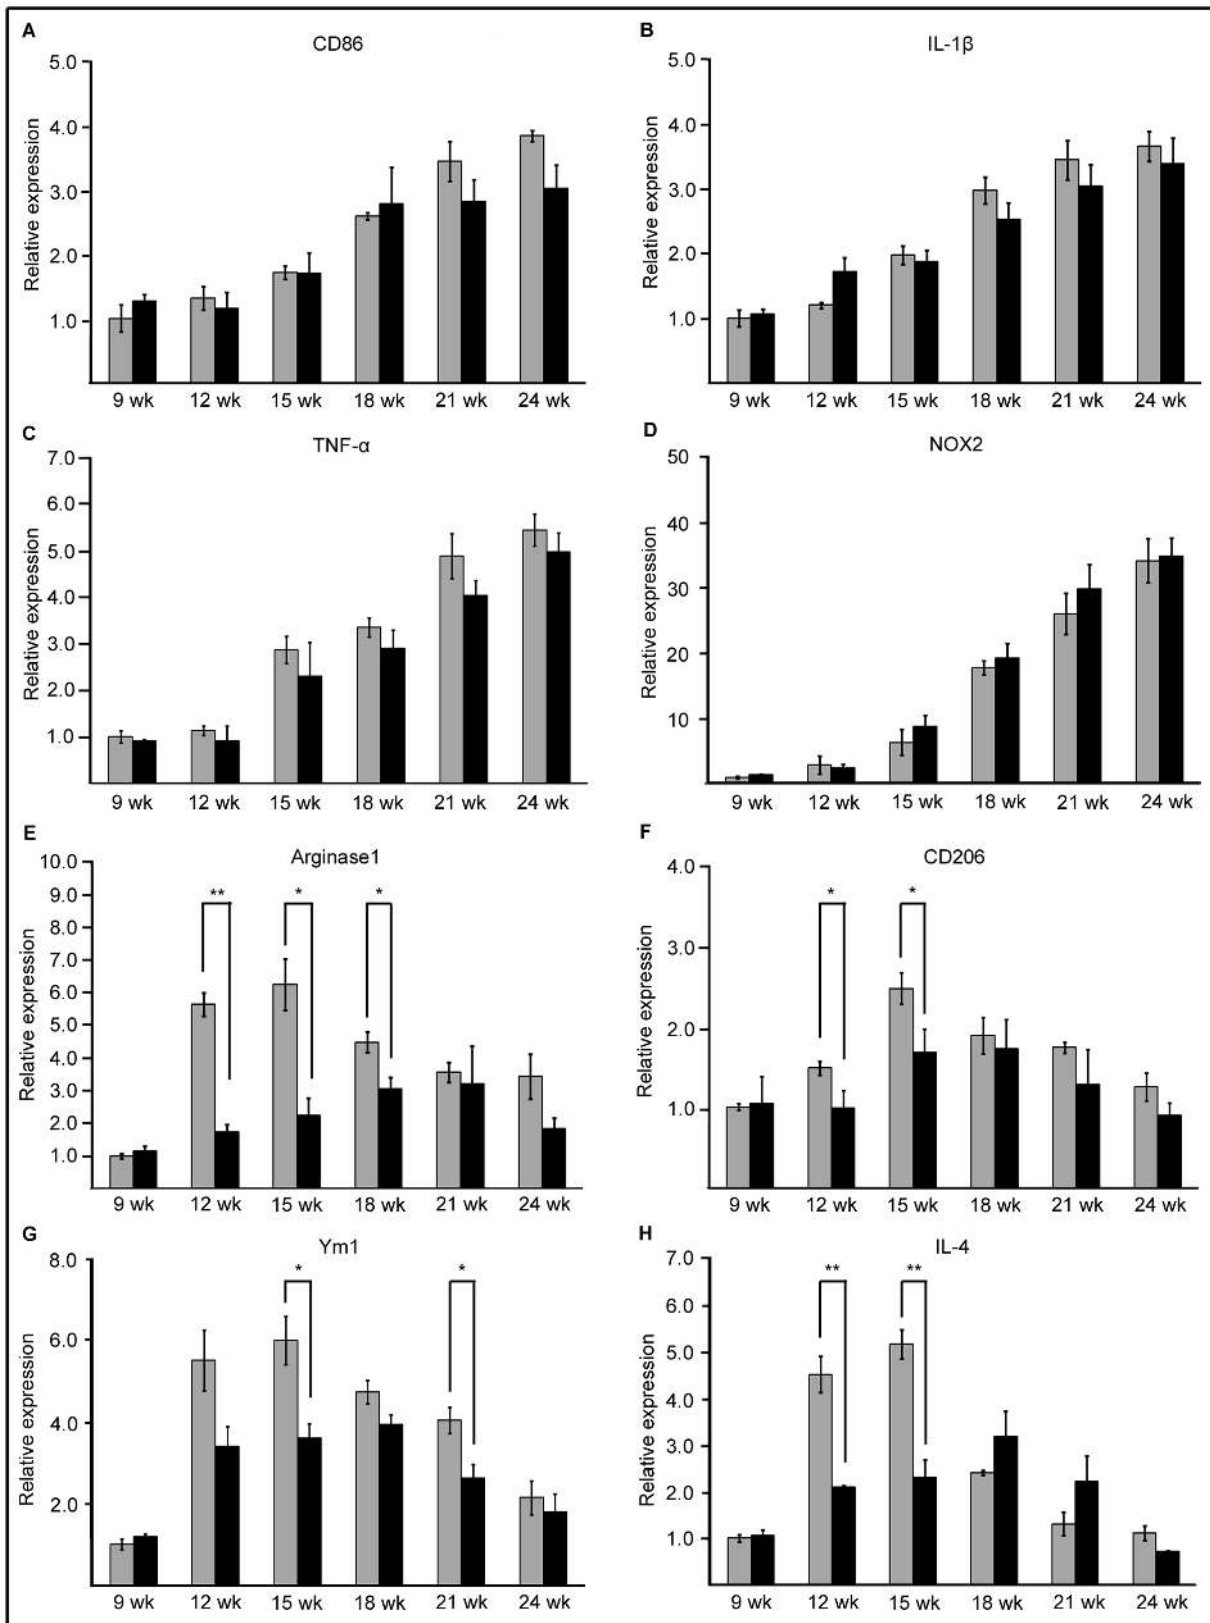 A
CD86
Relative expression
5.0
4.0
3.0
2.0
1.0
9 wk 12 wk 15 wk 18 wk 21 wk 24 wk
B
IL-1β
Relative expression
5.0
4.0
3.0
2.0
1.0
9 wk 12 wk 15 wk 18 wk 21 wk 24 wk
C
TNF-α
Relative expression
7.0
6.0
5.0
4.0
3.0
2.0
1.0
9 wk 12 wk 15 wk 18 wk 21 wk 24 wk
D
NOX2
Relative expression
50
40
30
20
10
9 wk 12 wk 15 wk 18 wk 21 wk 24 wk
E
Arginase1
Relative expression
10.0
9.0
8.0
7.0
6.0
5.0
4.0
3.0
2.0
1.0
** * *
9 wk 12 wk 15 wk 18 wk 21 wk 24 wk
F
CD206
Relative expression
4.0
3.0
2.0
1.0
* *
9 wk 12 wk 15 wk 18 wk 21 wk 24 wk
G
Ym1
Relative expression
8.0
6.0
4.0
2.0
* *
9 wk 12 wk 15 wk 18 wk 21 wk 24 wk
H
IL-4
Relative expression
7.0
6.0
5.0
4.0
3.0
2.0
1.0
** **
9 wk 12 wk 15 wk 18 wk 21 wk 24 wk